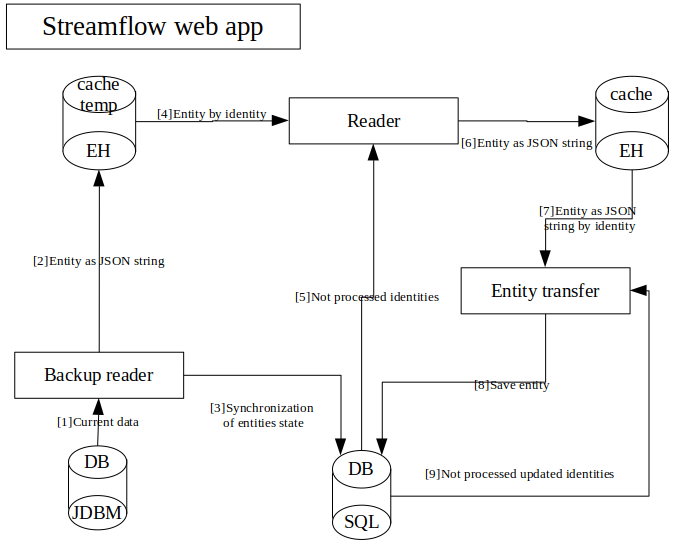 Streamflow web app
cache
temp
EH
[4]Entity by identity
Reader
cache
EH
[6]Entity as JSON string
[7]Entity as JSON
string by identity
[2]Entity as JSON string
[5]Not processed identities
Entity transfer
Backup reader
[3]Synchronization
of entities state
[8]Save entity
[1]Current data
DB
JDBM
DB
SQL
[9]Not processed updated identities